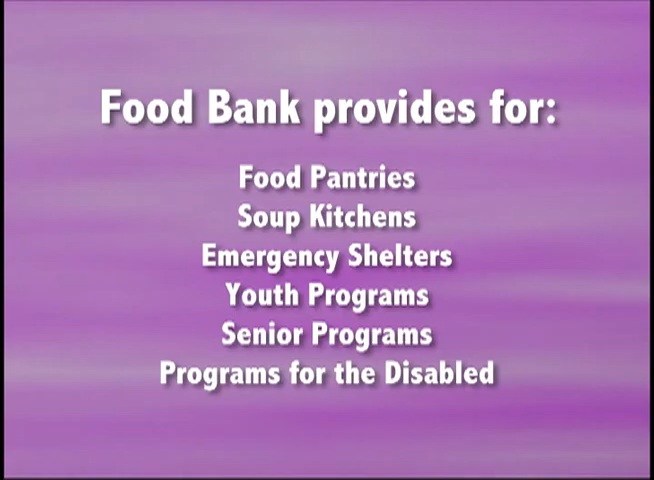 Food Bank provides for:
Food Pantries
Soup Kitchens
Emergency Shelters
Youth Programs
Senior Programs
Programs for the Disabled